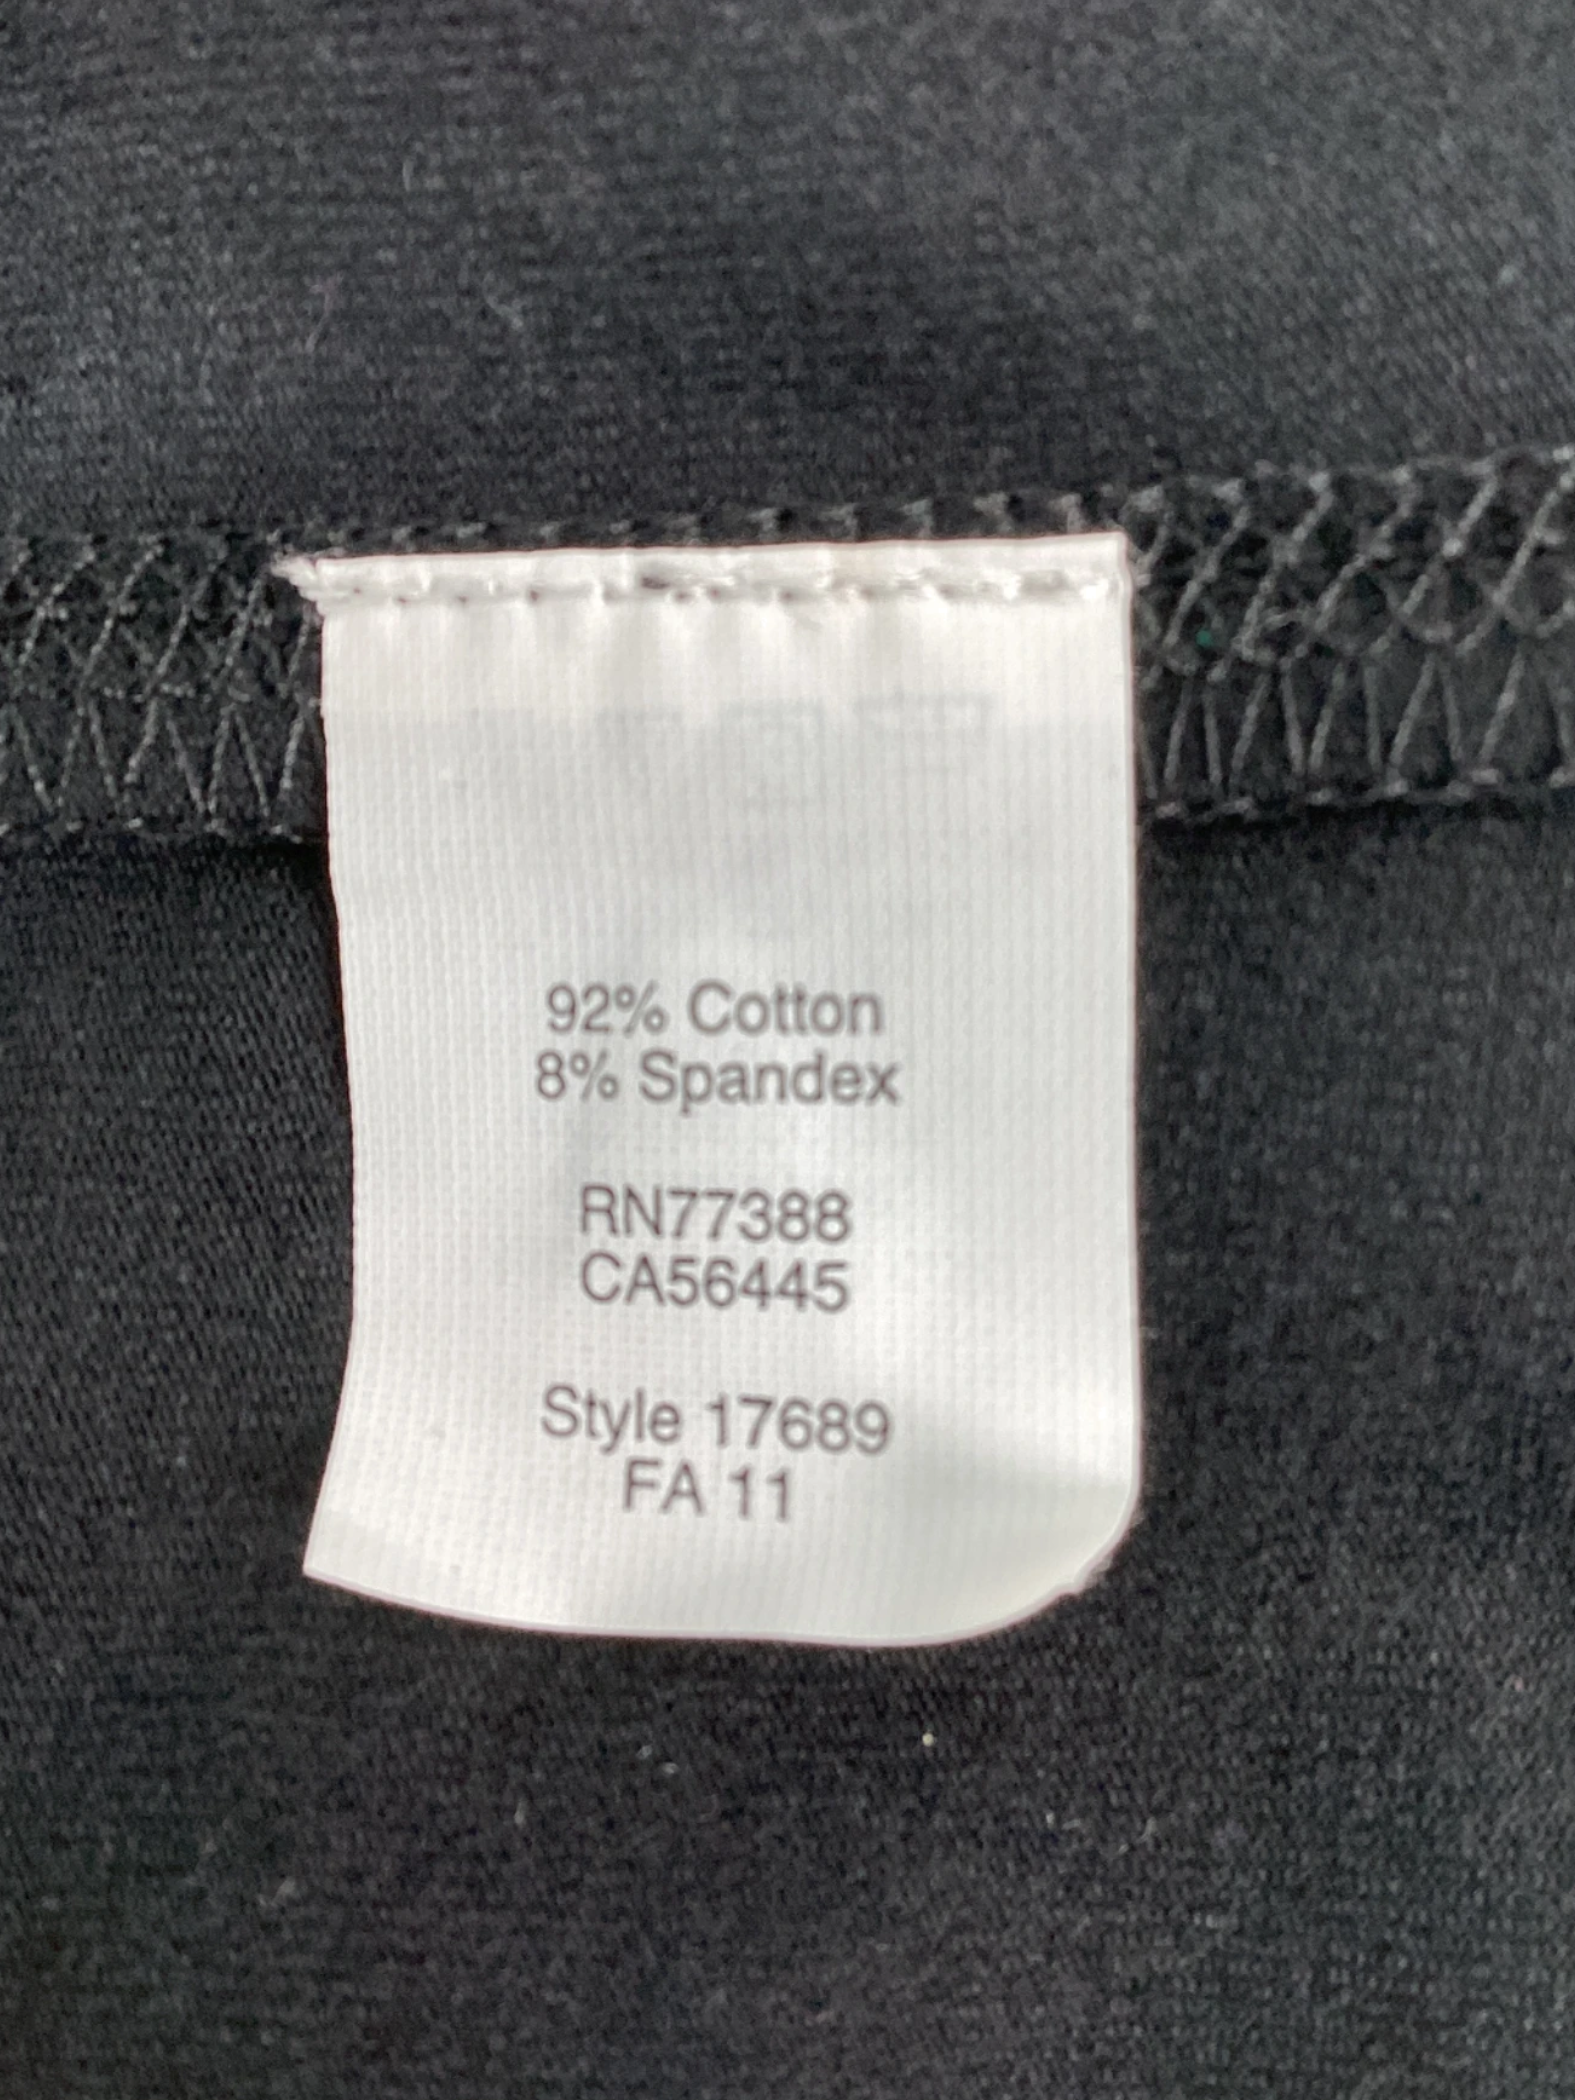 92% Cotton
8% Spandex
RN77388
CA56445
Style 17689
FA 11